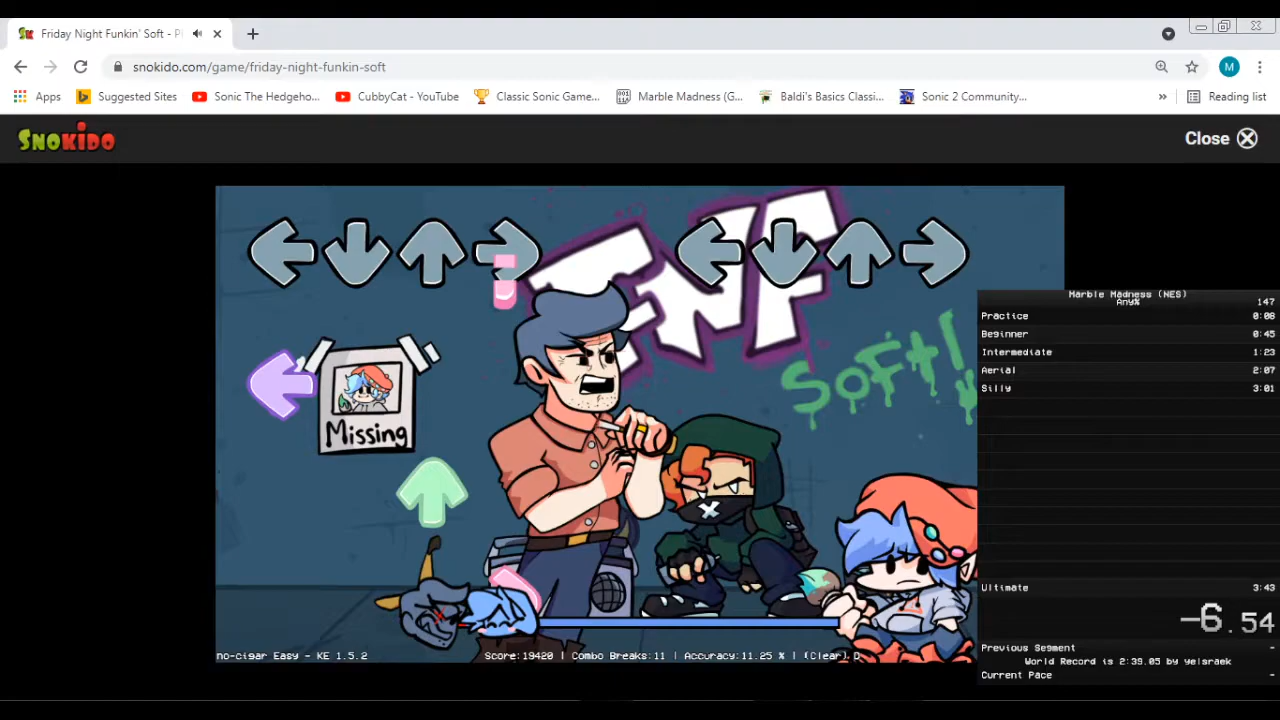 Friday Night Funkin' Soft - Pl
snokido.com/game/friday-night-funkin-soft
M
Apps
Suggested Sites
Sonic The Hedgeho...
CubbyCat - YouTube
Classic Sonic Game...
Marble Madness (G...
Baldi's Basics Classi...
Sonic 2 Community...
»
Reading list
SNOKIDO
Close
FNF
Soft!
Missing
no-cigar Easy - KE 1.5.2
Score:19420 | Combo Breaks:11 | Accuracy:11.25 % | (Clear) D
Marble Madness (NES)
Any%
147
Practice 0:08
Beginner 0:45
Intermediate 1:23
Aerial 2:07
Silly 3:01
Ultimate 3:43
-6.54
Previous Segment -
World Record is 2:39.05 by yelsraek
Current Pace -